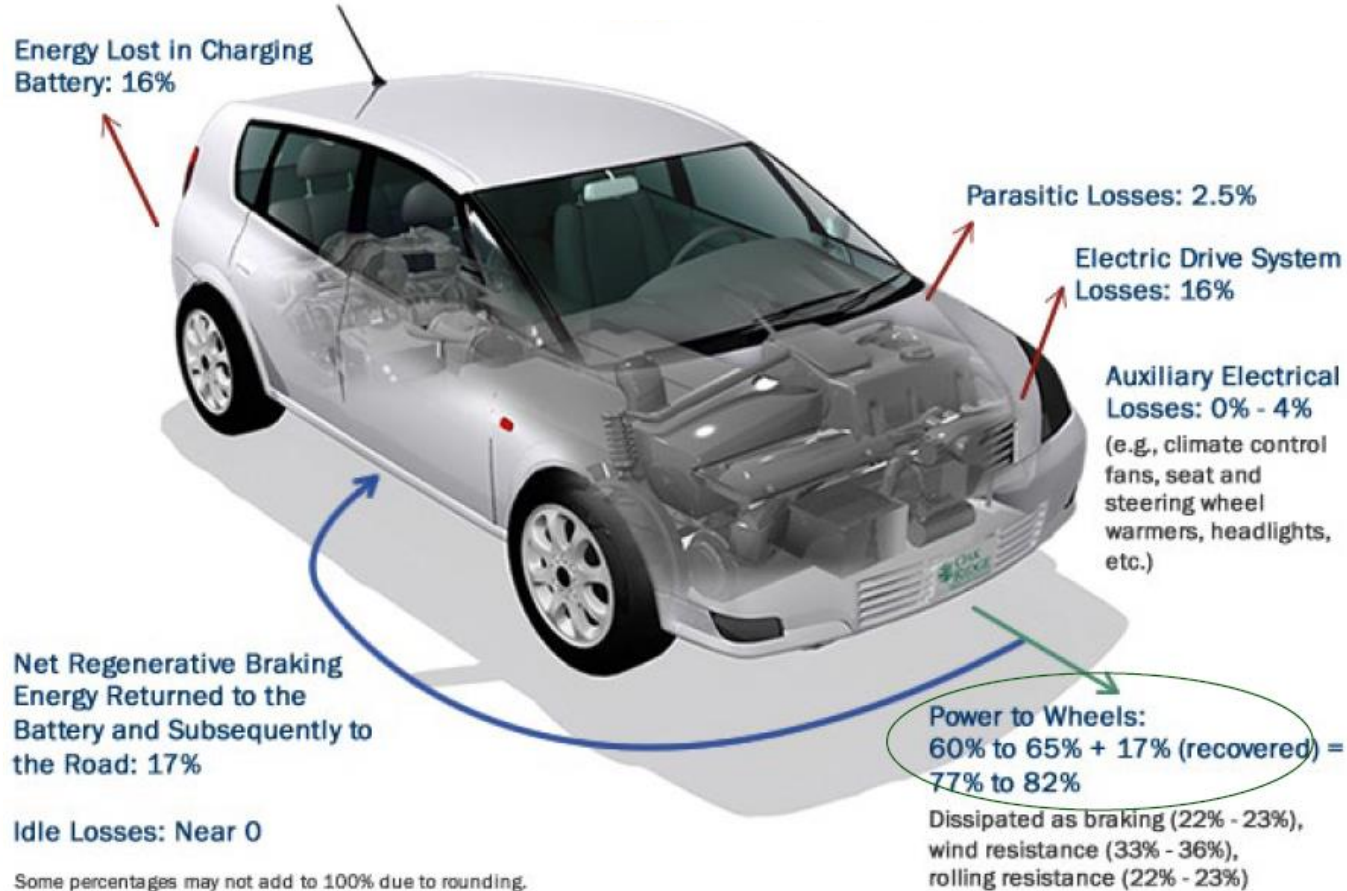 Energy Lost in Charging
Battery: 16%
Parasitic Losses: 2.5%
Electric Drive System
Losses: 16%
Auxiliary Electrical
Losses: 0% - 4%
(e.g., climate control
fans, seat and
steering wheel
warmers, headlights,
etc.)
OAK
RIDGE
Net Regenerative Braking
Energy Returned to the
Battery and Subsequently to
the Road: 17%
Idle Losses: Near 0
Some percentages may not add to 100% due to rounding.
Power to Wheels:
60% to 65% + 17% (recovered) =
77% to 82%
Dissipated as braking (22% - 23%),
wind resistance (33% - 36%),
rolling resistance (22% - 23%)